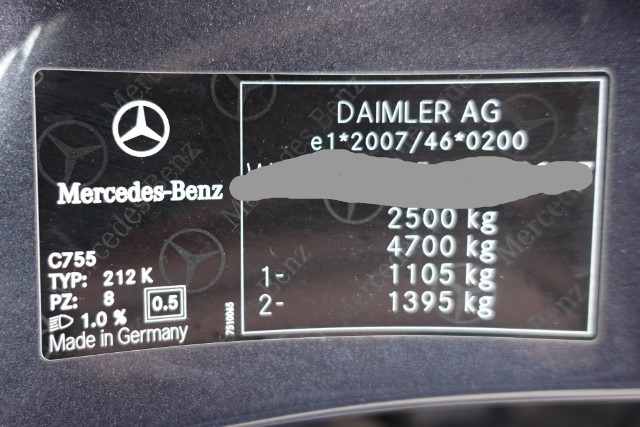 Mercedes-Benz
C755
TYP: 212 K
PZ: 8
0.5
1.0 %
Made in Germany
7510065
DAIMLER AG
e1*2007/46*0200
2500 kg
4700 kg
1- 1105 kg
2- 1395 kg